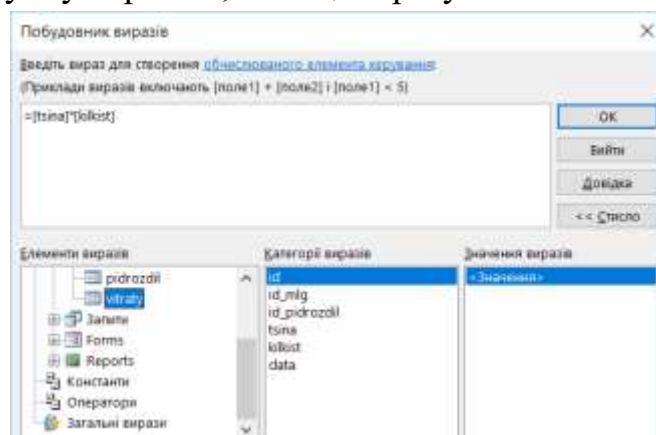 Побудовник виразів
Введіть вираз для створення обчислюваного елемента керування:
(Приклади виразів включають [поле1] + [поле2] і [поле1] < 5)
=[tsina]*[kilkist]
ОК
Вийти
Довідка
<< Стисло
Елементи виразів
Категорії виразів
Значення виразів
pidrozdil
vitraty
Запити
Forms
Reports
Константи
Оператори
Загальні вирази
id
id_mlg
id_pidrozdil
tsina
kilkist
data
<Значення>